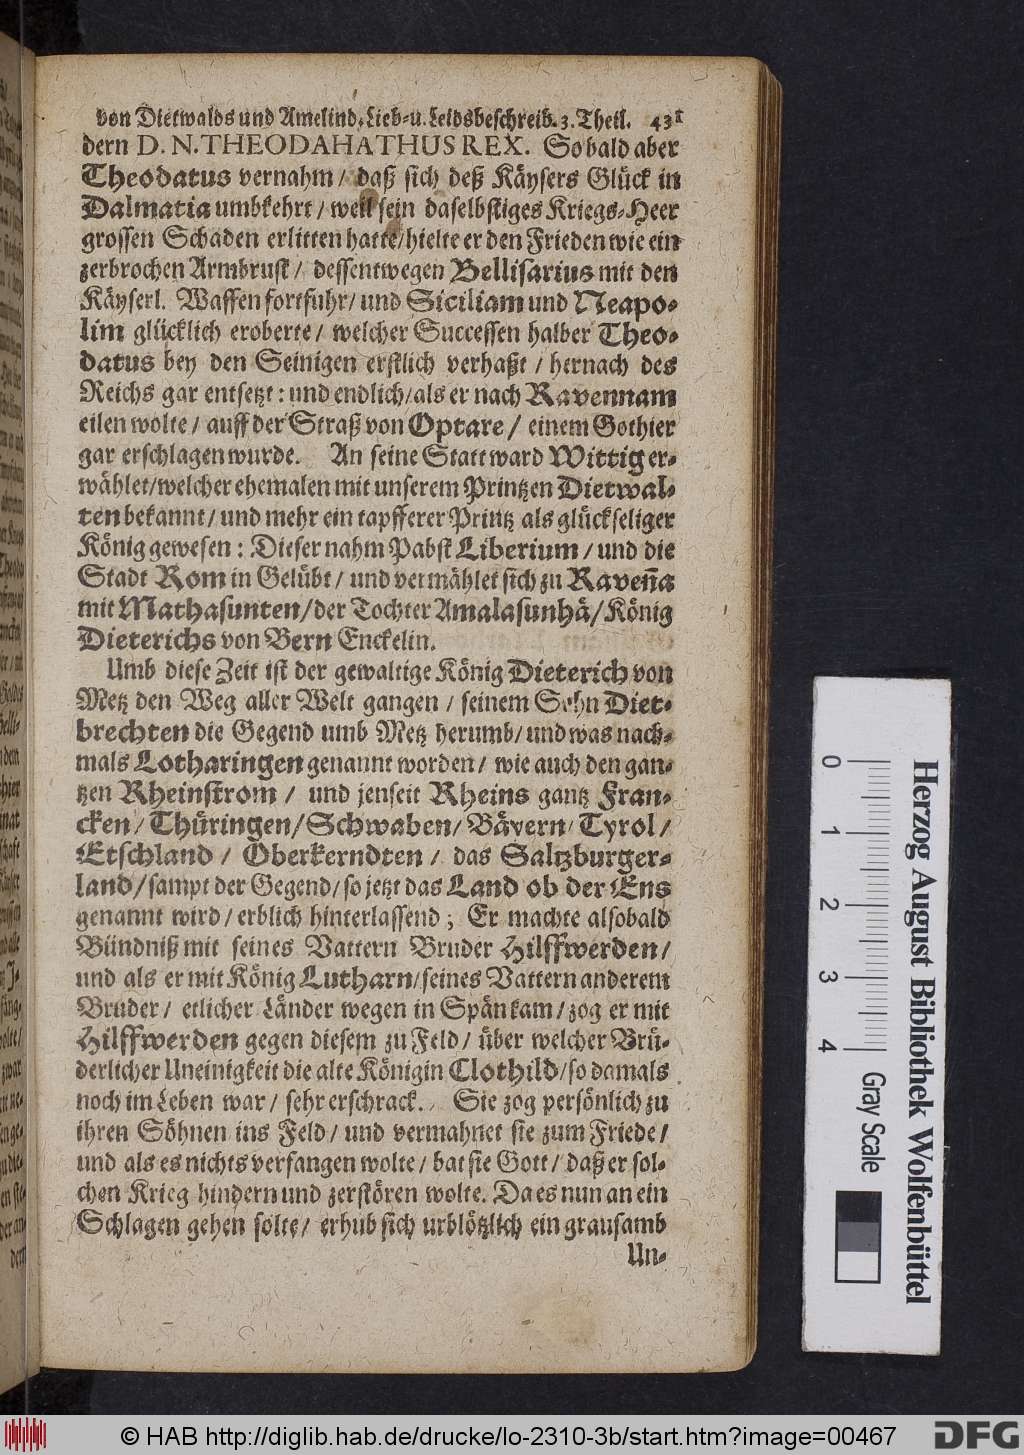 von Dietwalds und Amelind. Lieb- u. Leidsbeschreib. 3. Theil. 431
dern D. N. THEODAHATHUS REX. So bald aber
Theodatus vernahm / daß sich deß Käysers Glück in
Dalmatia umbkehrt / weil sein daselbstiges Kriegs-Heer
grossen Schaden erlitten hatte / hielte er den Frieden wie ein
zerbrochen Armbrust / dessentwegen Bellisarius mit den
Käyserl. Waffen fortfuhr / und Siciliam und Neapo-
lim glücklich eroberte / welcher Successen halber Theo-
datus bey den Seinigen erstlich verhaßt / hernach des
Reichs gar entsetzt: und endlich / als er nach Ravennam
eilen wolte / auff der Straß von Optare / einem Gothier
gar erschlagen wurde. An seine Statt ward Wittig er-
wählet / welcher ehemalen mit unserem Printzen Dietwal-
ten bekannt / und mehr ein tapfferer Printz als glückseliger
König gewesen: Dieser nahm Pabst Liberium / und die
Stadt Rom in Gelübt / und vermählet sich zu Raveña
mit Mathasunten / der Tochter Amalasunhä / König
Dieterichs von Bern Enckelin.
Umb diese Zeit ist der gewaltige König Dieterich von
Metz den Weg aller Welt gangen / seinem Sohn Diet-
brechten die Gegend umb Metz herumb / und was nach-
mals Lotharingen genannt worden / wie auch den gan-
tzen Rheinstrom / und jenseit Rheins gantz Fran-
cken / Thüringen / Schwaben / Bäyern / Tyrol /
Etschland / Oberkerndten / das Saltzburger-
land / sampt der Gegend / so jetzt das Land ob der Ens
genannt wird / erblich hinterlassend; Er machte alsobald
Bündniß mit seines Vattern Bruder Hilffwerden /
und als er mit König Lutharn / seines Vattern anderem
Bruder / etlicher Länder wegen in Spän kam / zog er mit
Hilffwerden gegen diesem zu Feld / über welcher Brü-
derlicher Uneinigkeit die alte Königin Clothild / so damals
noch im Leben war / sehr erschrack. Sie zog persönlich zu
ihren Söhnen ins Feld / und vermahnet sie zum Friede /
und als es nichts verfangen wolte / bat sie Gott / daß er sol-
chen Krieg hindern und zerstören wolte. Da es nun an ein
Schlagen gehen solte / erhub sich urblötzlich ein grausamb
Un-
Herzog August Bibliothek Wolfenbüttel
0 1 2 3 4
Gray Scale
© HAB http://diglib.hab.de/drucke/lo-2310-3b/start.htm?image=00467
DFG